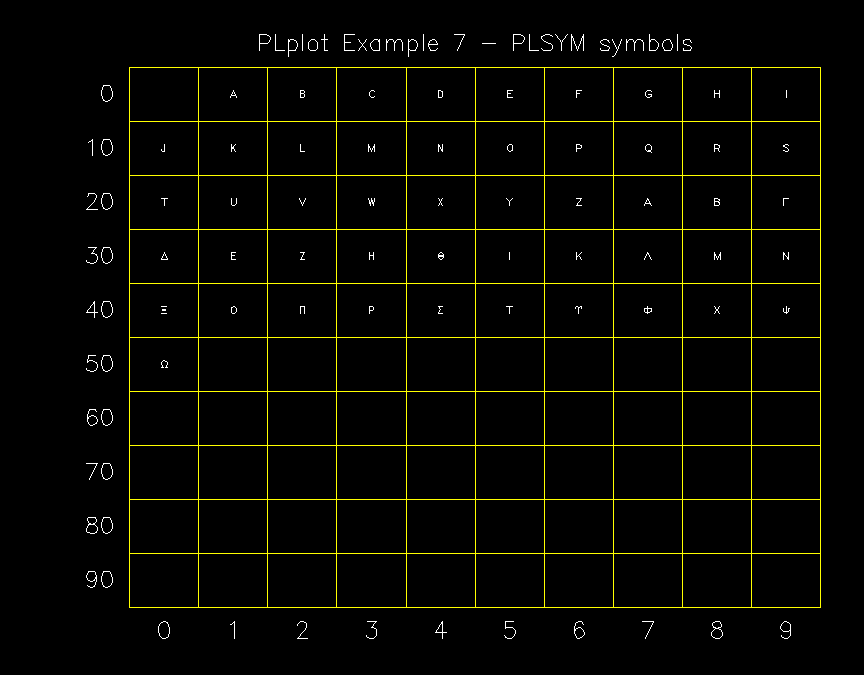 PLplot Example 7 - PLSYM symbols
0 A B C D E F G H I
10 J K L M N O P Q R S
20 T U V W X Y Z Α Β Γ
30 Δ Ε Ζ Η Θ Ι Κ Λ Μ Ν
40 Ξ Ο Π Ρ Σ Τ ϒ Φ Χ Ψ
50 Ω
60
70
80
90
0 1 2 3 4 5 6 7 8 9